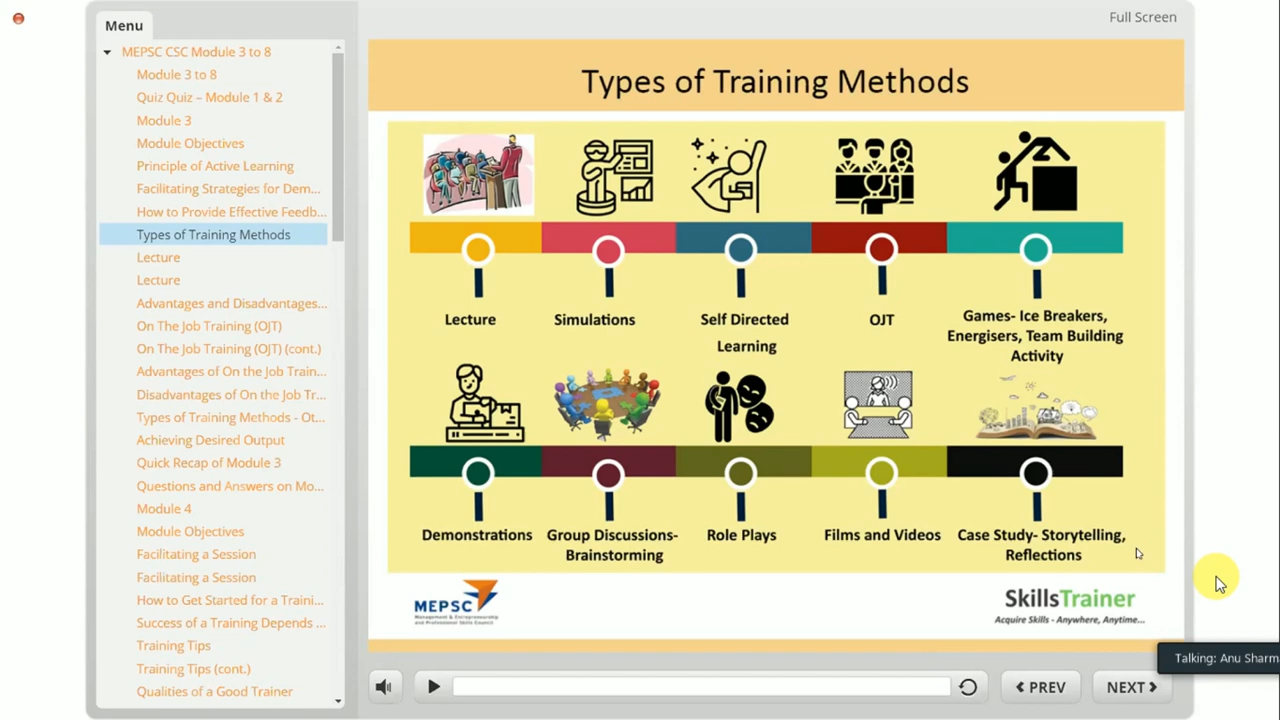 Menu
Full Screen
MEPSC CSC Module 3 to 8
Module 3 to 8
Quiz Quiz – Module 1 & 2
Module 3
Module Objectives
Principle of Active Learning
Facilitating Strategies for Dem...
How to Provide Effective Feedb...
Types of Training Methods
Lecture
Lecture
Advantages and Disadvantages...
On The Job Training (OJT)
On The Job Training (OJT) (cont.)
Advantages of On the Job Train...
Disadvantages of On the Job Tr...
Types of Training Methods - Ot...
Achieving Desired Output
Quick Recap of Module 3
Questions and Answers on Mo...
Module 4
Module Objectives
Facilitating a Session
Facilitating a Session
How to Get Started for a Traini...
Success of a Training Depends ...
Training Tips
Training Tips (cont.)
Qualities of a Good Trainer
Types of Training Methods
Lecture
Simulations
Self Directed
Learning
OJT
Games- Ice Breakers,
Energisers, Team Building
Activity
Demonstrations
Group Discussions-
Brainstorming
Role Plays
Films and Videos
Case Study- Storytelling,
Reflections
MEPSC
Management & Entrepreneurship
and Professional Skills Council
SkillsTrainer
Acquire Skills - Anywhere, Anytime...
Talking: Anu Sharm
PREV
NEXT